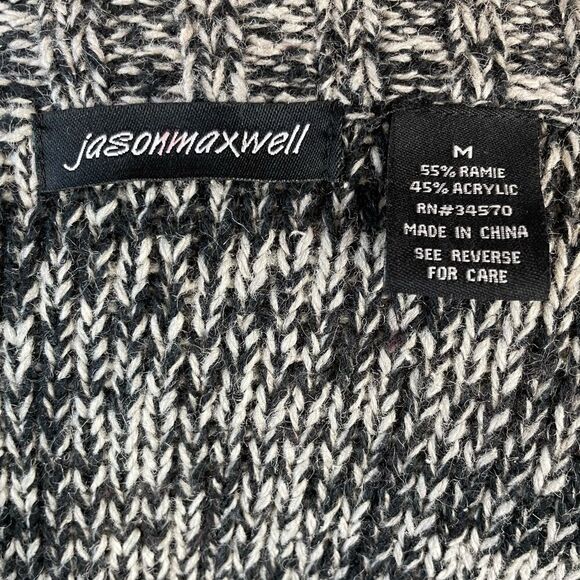 jasonmaxwell
M
55% RAMIE
45% ACRYLIC
RN#34570
MADE IN CHINA
SEE REVERSE
FOR CARE